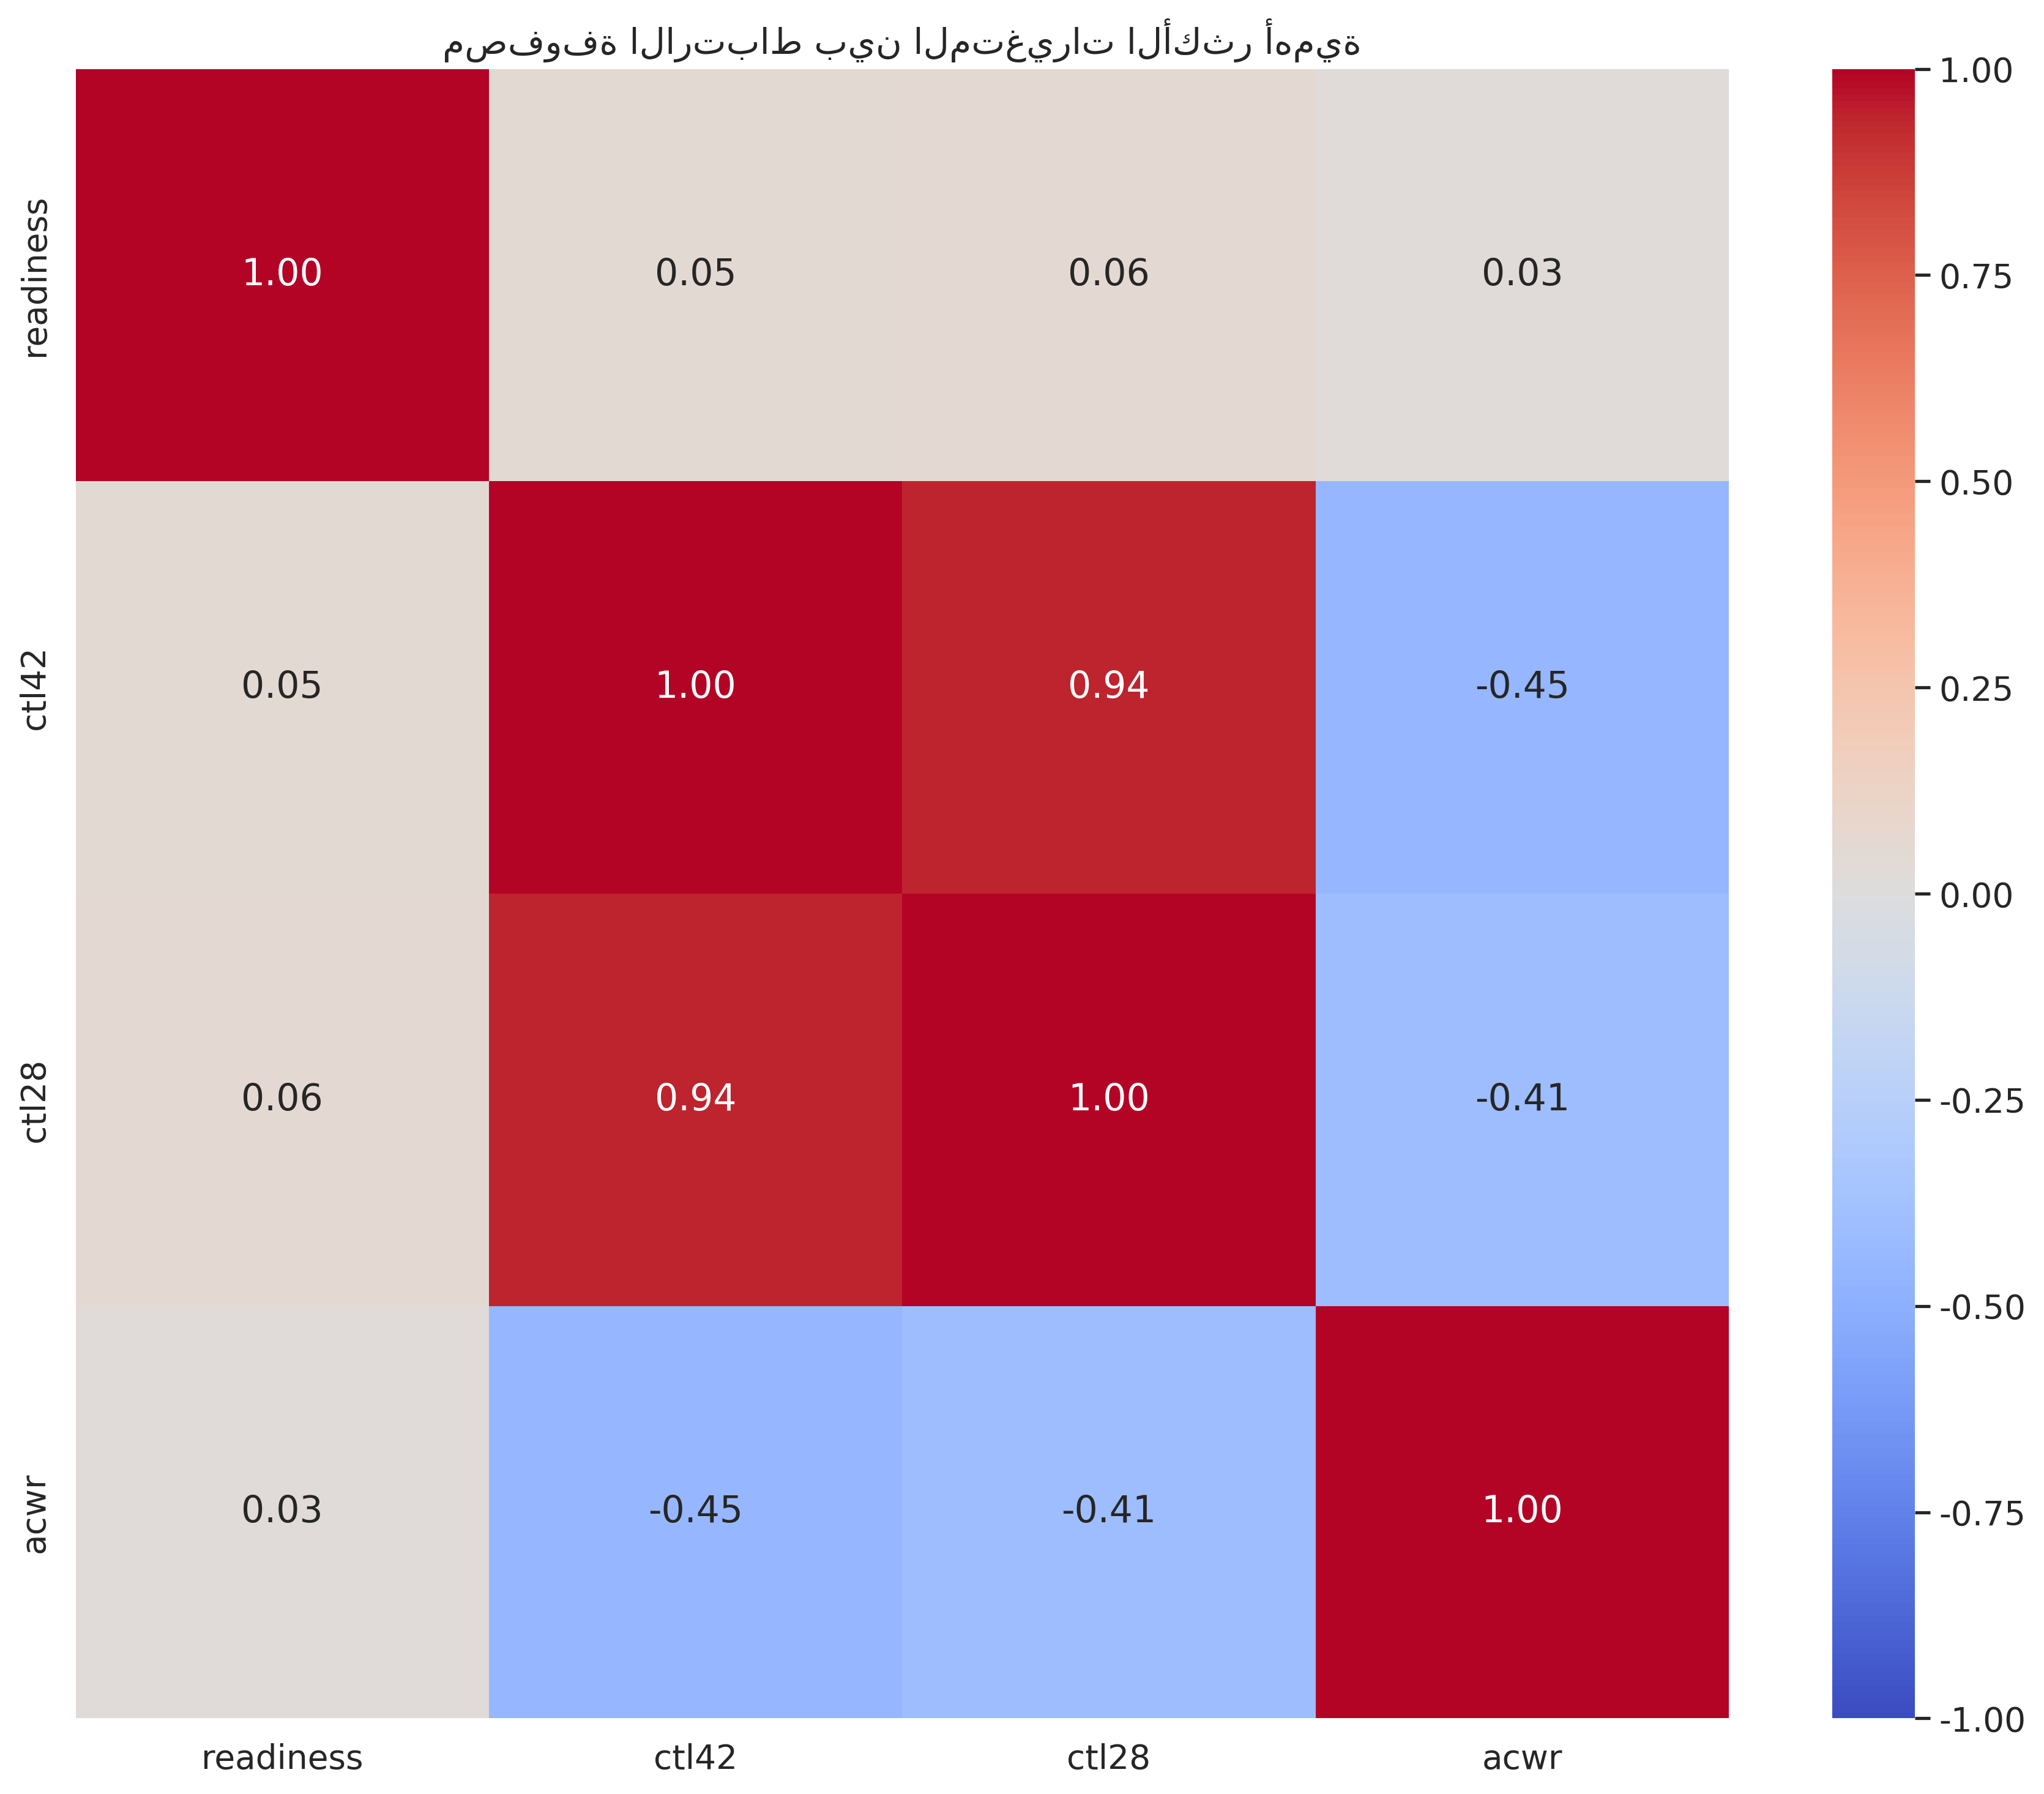 مصفوفة الارتباط بين المتغيرات الأكثر أهمية
readiness 1.00 0.05 0.06 0.03
ctl42 0.05 1.00 0.94 -0.45
ctl28 0.06 0.94 1.00 -0.41
acwr 0.03 -0.45 -0.41 1.00
readiness ctl42 ctl28 acwr
1.00
0.75
0.50
0.25
0.00
-0.25
-0.50
-0.75
-1.00